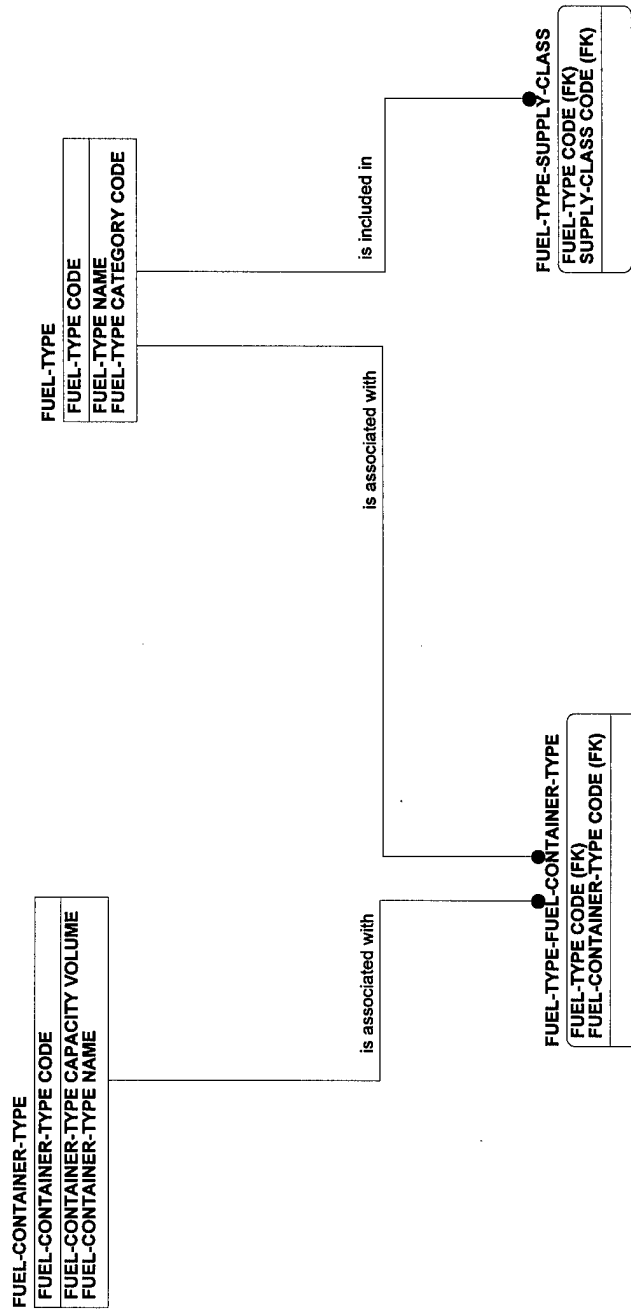 FUEL-CONTAINER-TYPE
FUEL-CONTAINER-TYPE CODE
FUEL-CONTAINER-TYPE CAPACITY VOLUME
FUEL-CONTAINER-TYPE NAME
FUEL-TYPE
FUEL-TYPE CODE
FUEL-TYPE NAME
FUEL-TYPE CATEGORY CODE
is associated with
is associated with
is included in
FUEL-TYPE-FUEL-CONTAINER-TYPE
FUEL-TYPE CODE (FK)
FUEL-CONTAINER-TYPE CODE (FK)
FUEL-TYPE-SUPPLY-CLASS
FUEL-TYPE CODE (FK)
SUPPLY-CLASS CODE (FK)